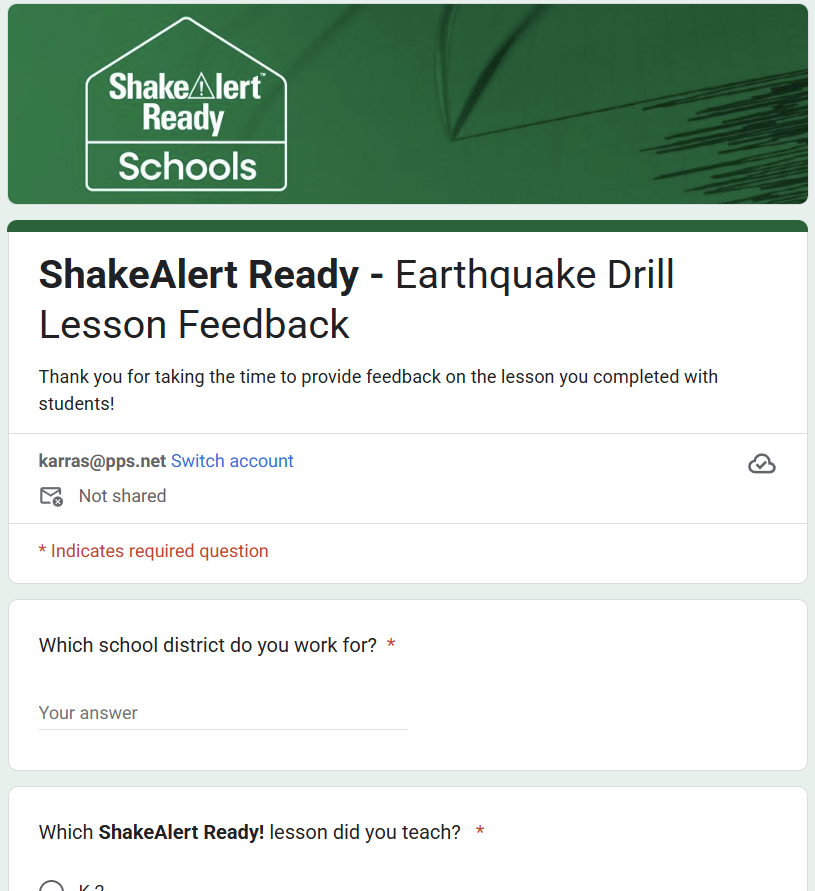 ShakeAlert™
Ready
Schools
ShakeAlert Ready - Earthquake Drill
Lesson Feedback
Thank you for taking the time to provide feedback on the lesson you completed with
students!
karras@pps.net Switch account
Not shared
* Indicates required question
Which school district do you work for? *
Your answer
Which ShakeAlert Ready! lesson did you teach? *
K-2